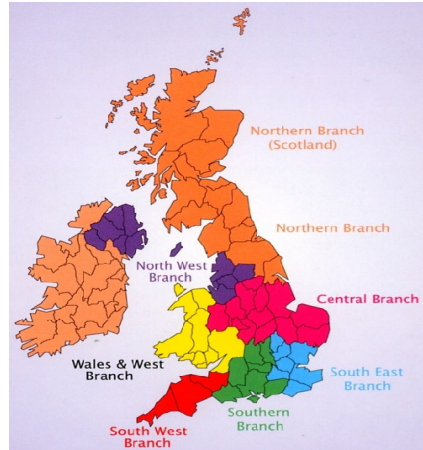 Northern Branch
(Scotland)
Northern Branch
North West
Branch
Central Branch
Wales & West
Branch
South East
Branch
Southern
Branch
South West
Branch